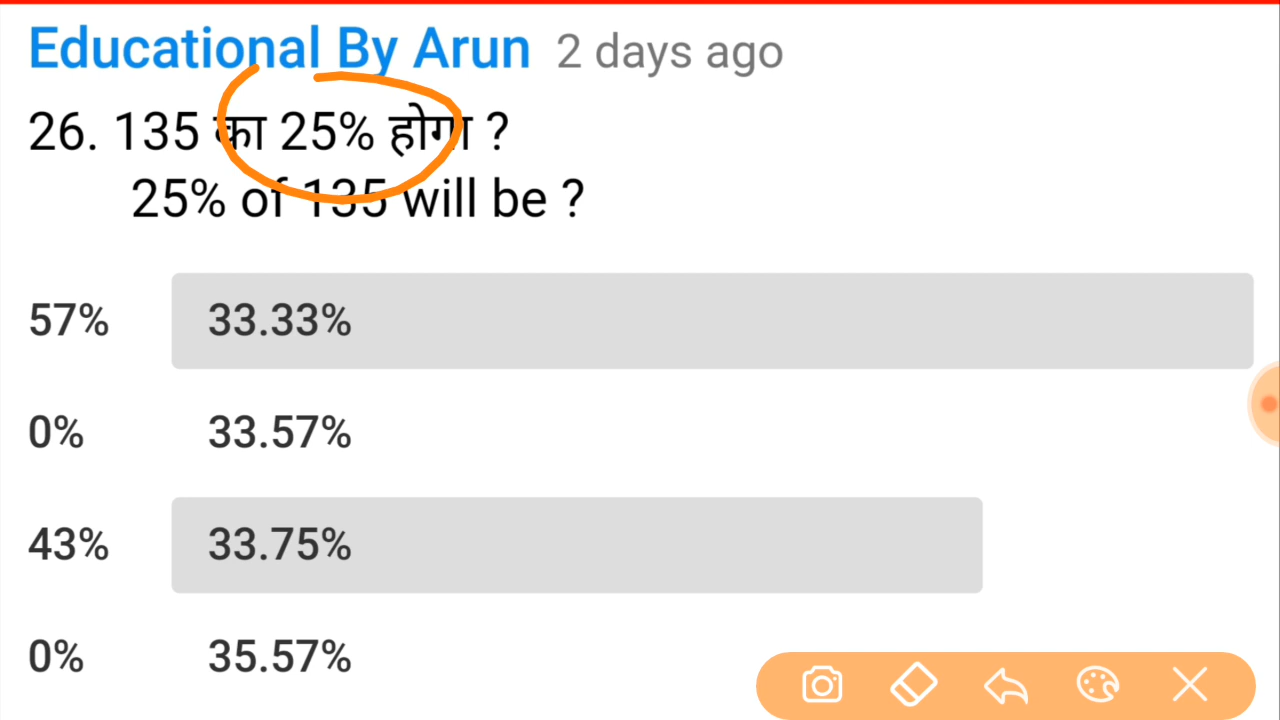 Educational By Arun 2 days ago
26. 135 का 25% होगा ?
25% of 135 will be ?
57% 33.33%
0% 33.57%
43% 33.75%
0% 35.57%